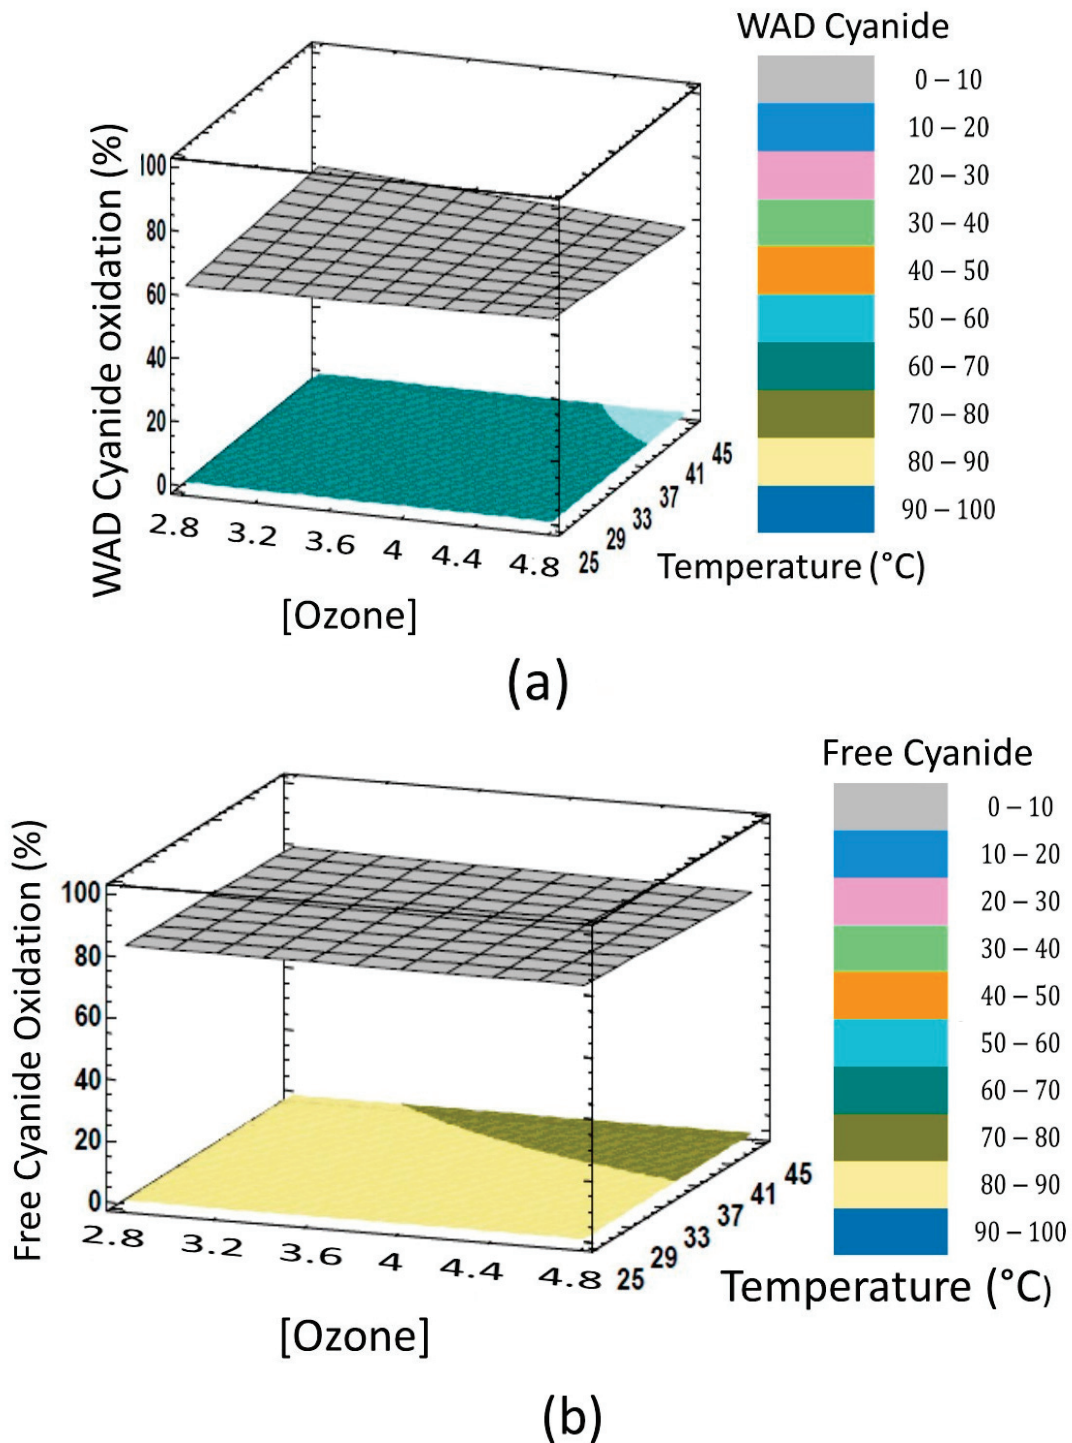 WAD Cyanide
0 – 10
10 – 20
20 – 30
30 – 40
40 – 50
50 – 60
60 – 70
70 – 80
80 – 90
90 – 100
WAD Cyanide oxidation (%)
100
80
60
40
20
0
2.8 3.2 3.6 4 4.4 4.8
25 29 33 37 41 45
Temperature (°C)
[Ozone]
(a)
Free Cyanide
0 – 10
10 – 20
20 – 30
30 – 40
40 – 50
50 – 60
60 – 70
70 – 80
80 – 90
90 – 100
Free Cyanide Oxidation (%)
100
80
60
40
20
0
2.8 3.2 3.6 4 4.4 4.8
25 29 33 37 41 45
Temperature (°C)
[Ozone]
(b)